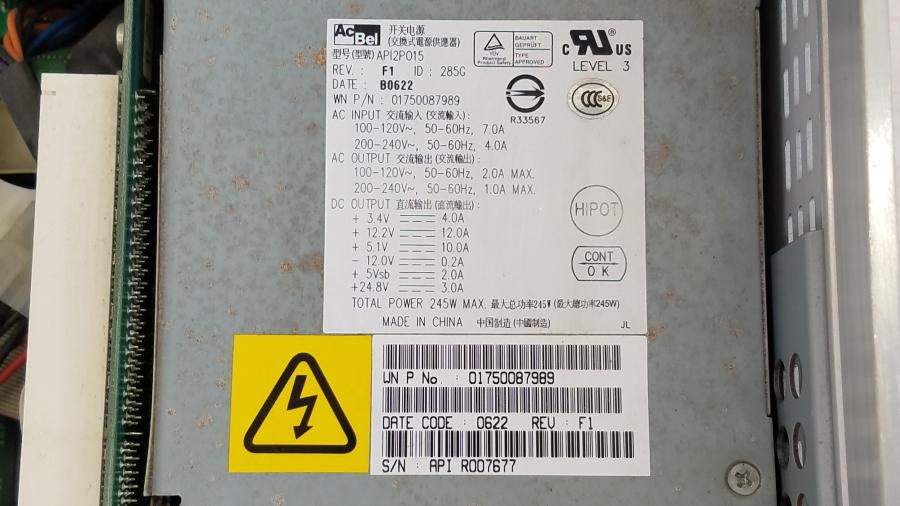 AcBel
开关电源
(交換式電源供應器)
型号(型號) API2P015
REV. : F1 ID : 285G
DATE : B0622
WN P/N : 01750087989
TÜV
Rheinland
Product Safety
BAUART
GEPRÜFT
TYPE
APPROVED
c RU ® US
LEVEL 3
R33567
CCC S&E
AC INPUT 交流输入 (交流輸入) :
100-120V~, 50-60Hz, 7.0A
200-240V~, 50-60Hz, 4.0A
AC OUTPUT 交流输出 (交流輸出) :
100-120V~, 50-60Hz, 2.0A MAX.
200-240V~, 50-60Hz, 1.0A MAX.
DC OUTPUT 直流输出 (直流輸出) :
+ 3.4V 4.0A
+ 12.2V 12.0A
+ 5.1V 10.0A
- 12.0V 0.2A
+ 5Vsb 2.0A
+24.8V 3.0A
HIPOT
CONT
OK
TOTAL POWER 245W MAX. 最大总功率245W (最大總功率245W)
MADE IN CHINA 中国制造 (中國製造) JL
WN P No. : 01750087989
DATE CODE : 0622 REV : F1
S/N : API R007677